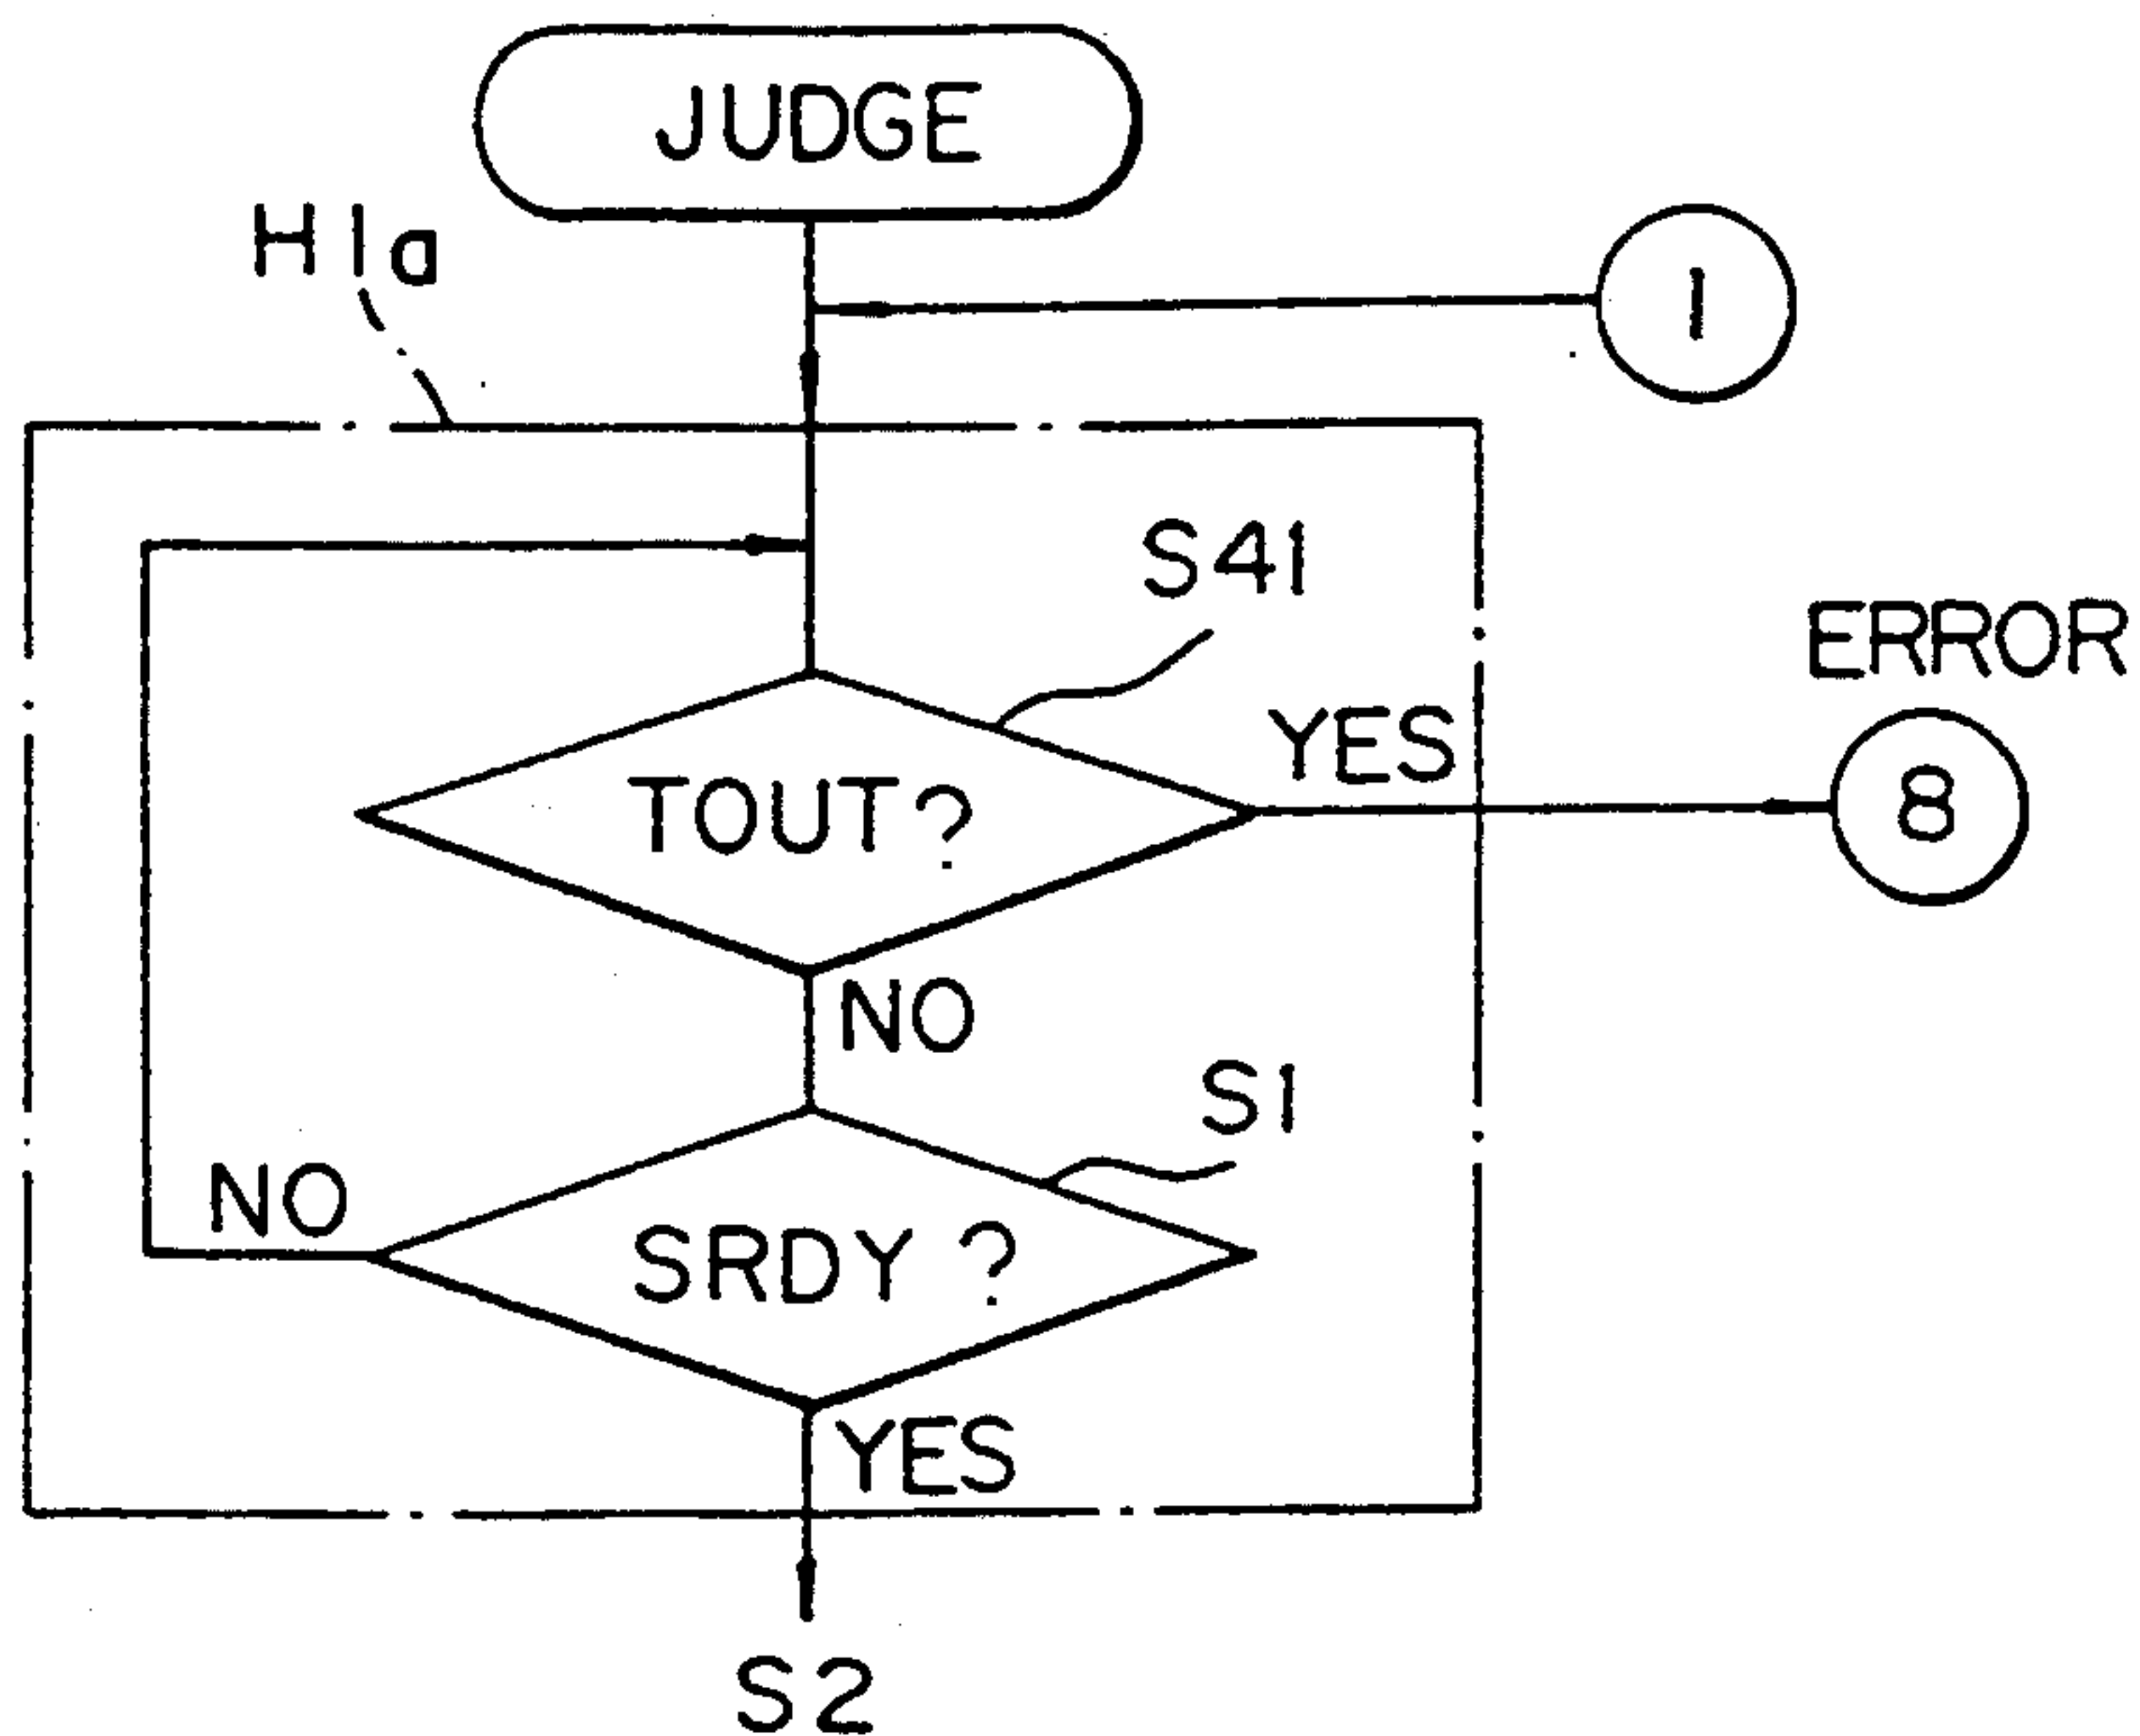 JUDGE
H1a
1
S41
ERROR
YES
TOUT?
8
NO
S1
NO
SRDY?
YES
S2